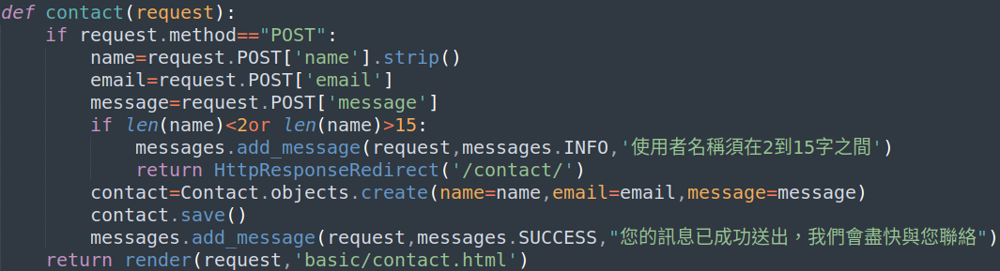 def contact(request):
    if request.method=="POST":
        name=request.POST['name'].strip()
        email=request.POST['email']
        message=request.POST['message']
        if len(name)<2or len(name)>15:
            messages.add_message(request,messages.INFO,'使用者名稱須在2到15字之間')
            return HttpResponseRedirect('/contact/')
        contact=Contact.objects.create(name=name,email=email,message=message)
        contact.save()
        messages.add_message(request,messages.SUCCESS,"您的訊息已成功送出，我們會盡快與您聯絡")
    return render(request,'basic/contact.html')